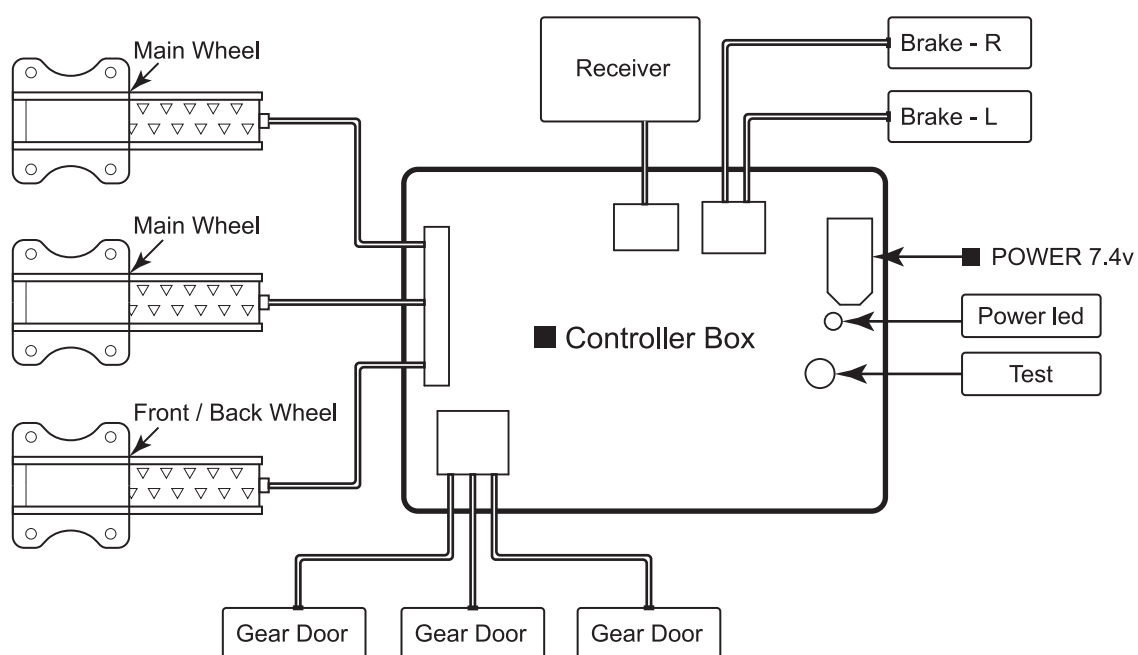 Main Wheel
Receiver
Brake - R
Brake - L
Main Wheel
■ POWER 7.4v
Power led
■ Controller Box
Test
Front / Back Wheel
Gear Door
Gear Door
Gear Door